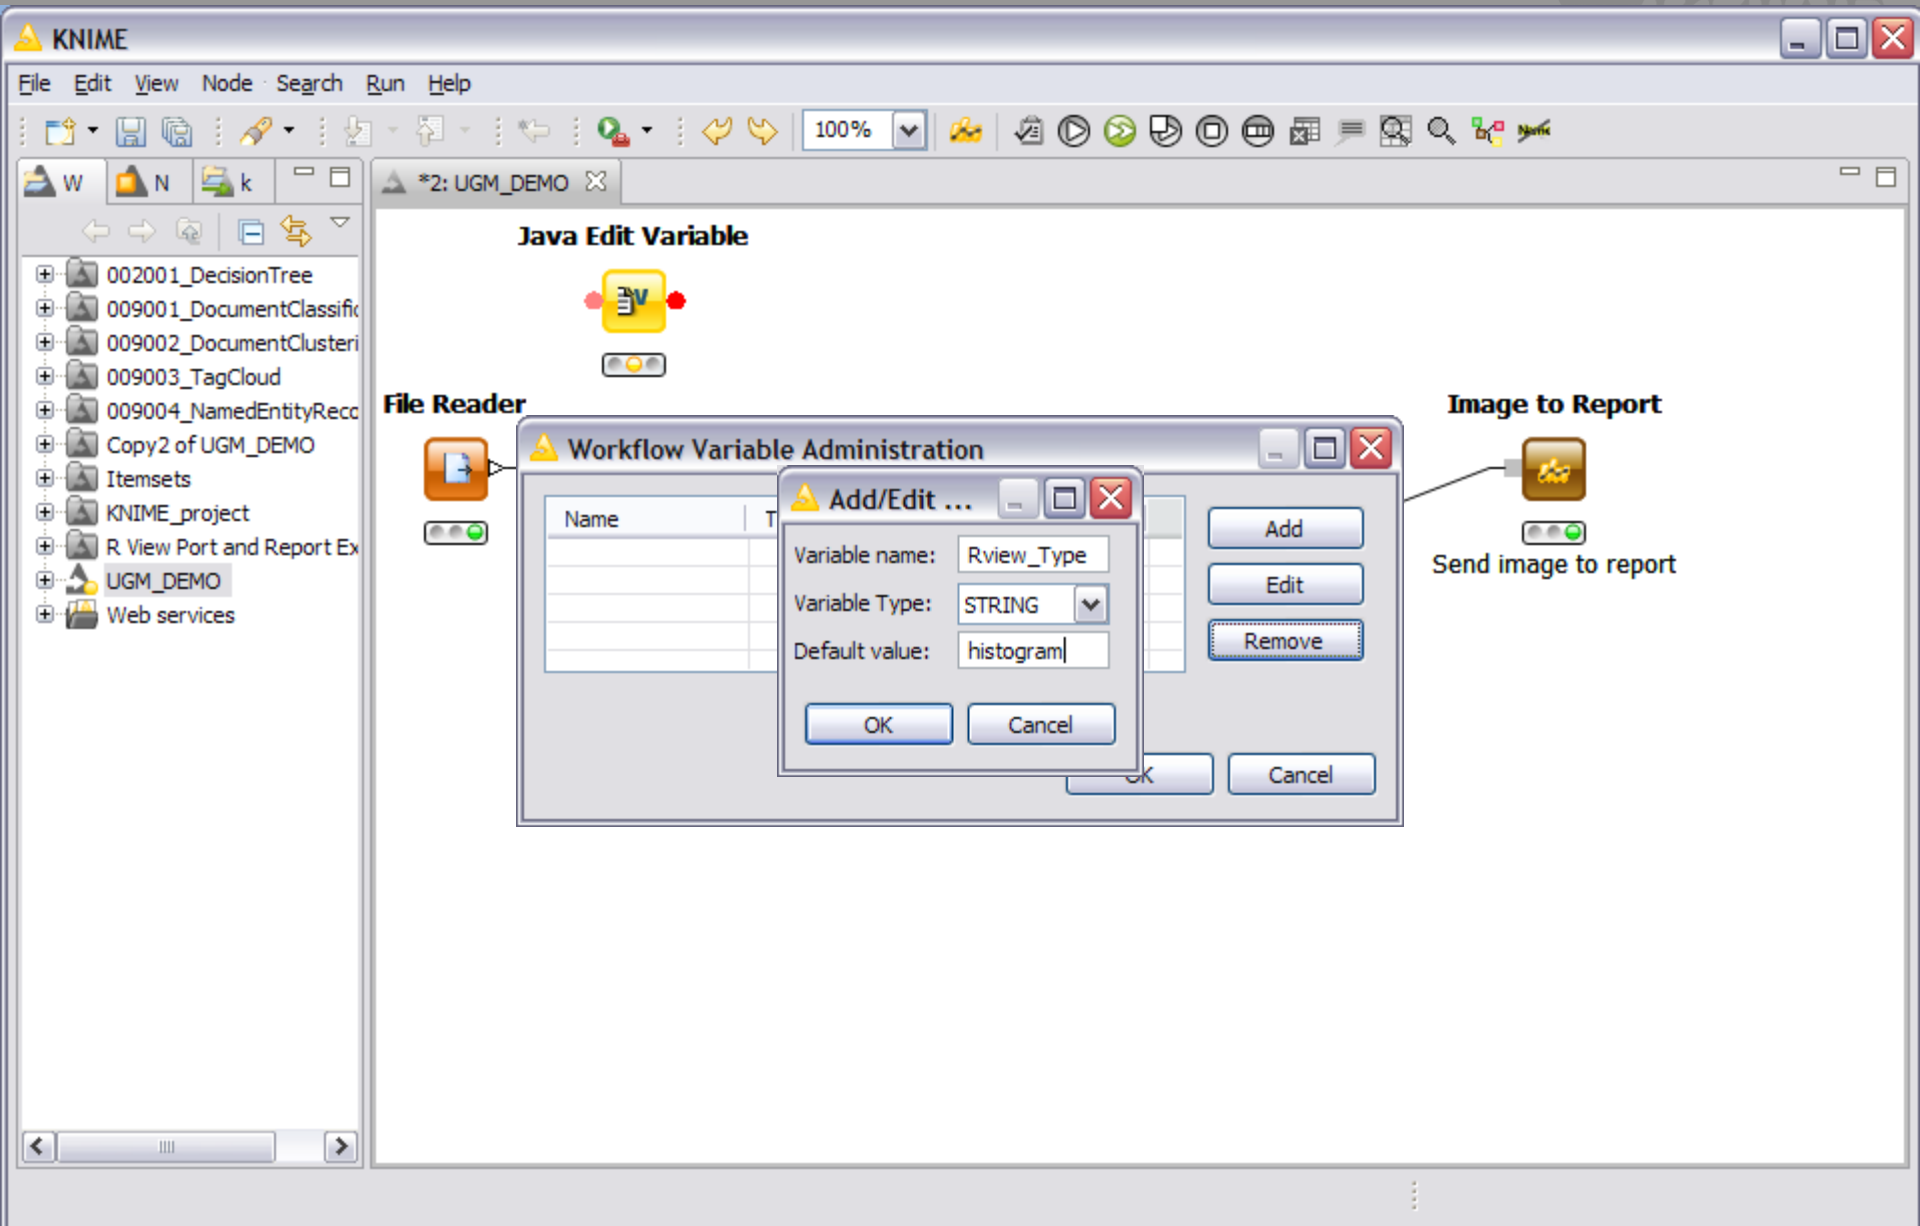 KNIME
File Edit View Node Search Run Help
100%
W N k
*2: UGM_DEMO
Java Edit Variable
002001_DecisionTree
009001_DocumentClassific
009002_DocumentClusteri
009003_TagCloud
009004_NamedEntityReco
Copy2 of UGM_DEMO
Itemsets
KNIME_project
R View Port and Report Ex
UGM_DEMO
Web services
File Reader
Image to Report
Send image to report
Workflow Variable Administration
Name T
Add
Edit
Remove
OK Cancel
Add/Edit ...
Variable name: Rview_Type
Variable Type: STRING
Default value: histogram
OK Cancel